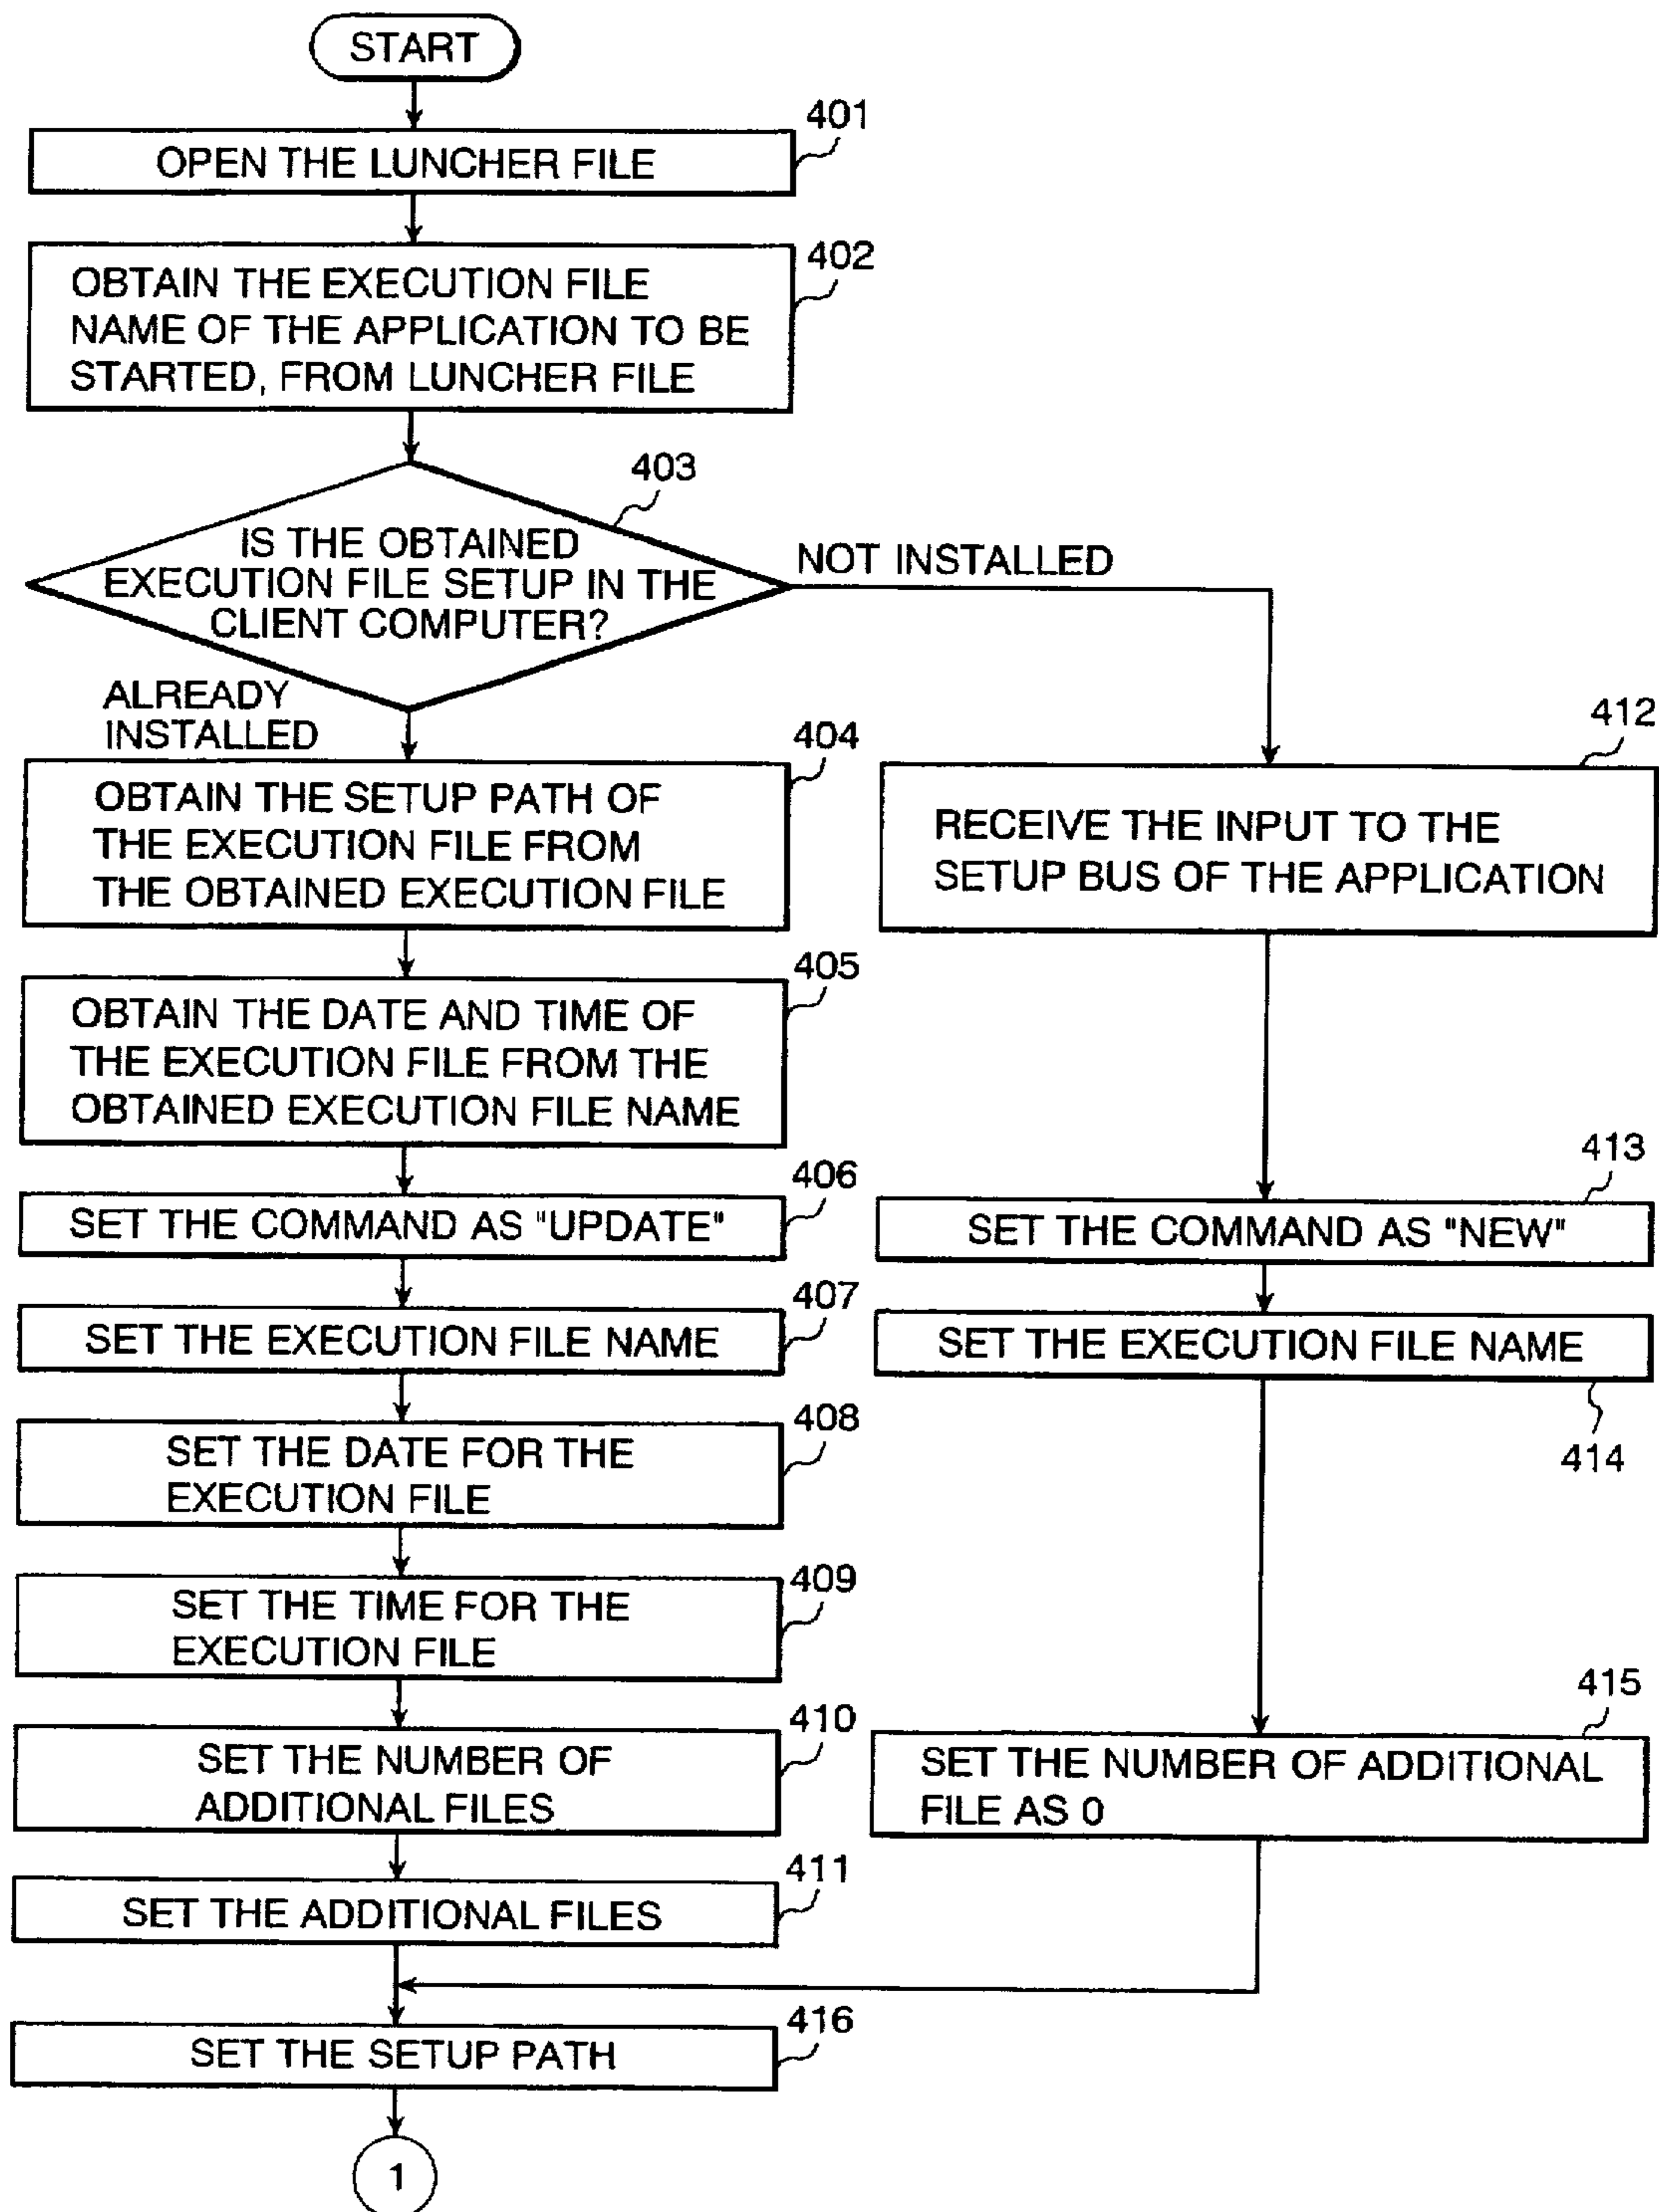 START
401
OPEN THE LUNCHER FILE
402
OBTAIN THE EXECUTION FILE
NAME OF THE APPLICATION TO BE
STARTED, FROM LUNCHER FILE
403
IS THE OBTAINED
EXECUTION FILE SETUP IN THE
CLIENT COMPUTER?
NOT INSTALLED
ALREADY
INSTALLED
404
OBTAIN THE SETUP PATH OF
THE EXECUTION FILE FROM
THE OBTAINED EXECUTION FILE
405
OBTAIN THE DATE AND TIME OF
THE EXECUTION FILE FROM THE
OBTAINED EXECUTION FILE NAME
406
SET THE COMMAND AS "UPDATE"
407
SET THE EXECUTION FILE NAME
408
SET THE DATE FOR THE
EXECUTION FILE
409
SET THE TIME FOR THE
EXECUTION FILE
410
SET THE NUMBER OF
ADDITIONAL FILES
411
SET THE ADDITIONAL FILES
412
RECEIVE THE INPUT TO THE
SETUP BUS OF THE APPLICATION
413
SET THE COMMAND AS "NEW"
SET THE EXECUTION FILE NAME
414
415
SET THE NUMBER OF ADDITIONAL
FILE AS 0
416
SET THE SETUP PATH
1